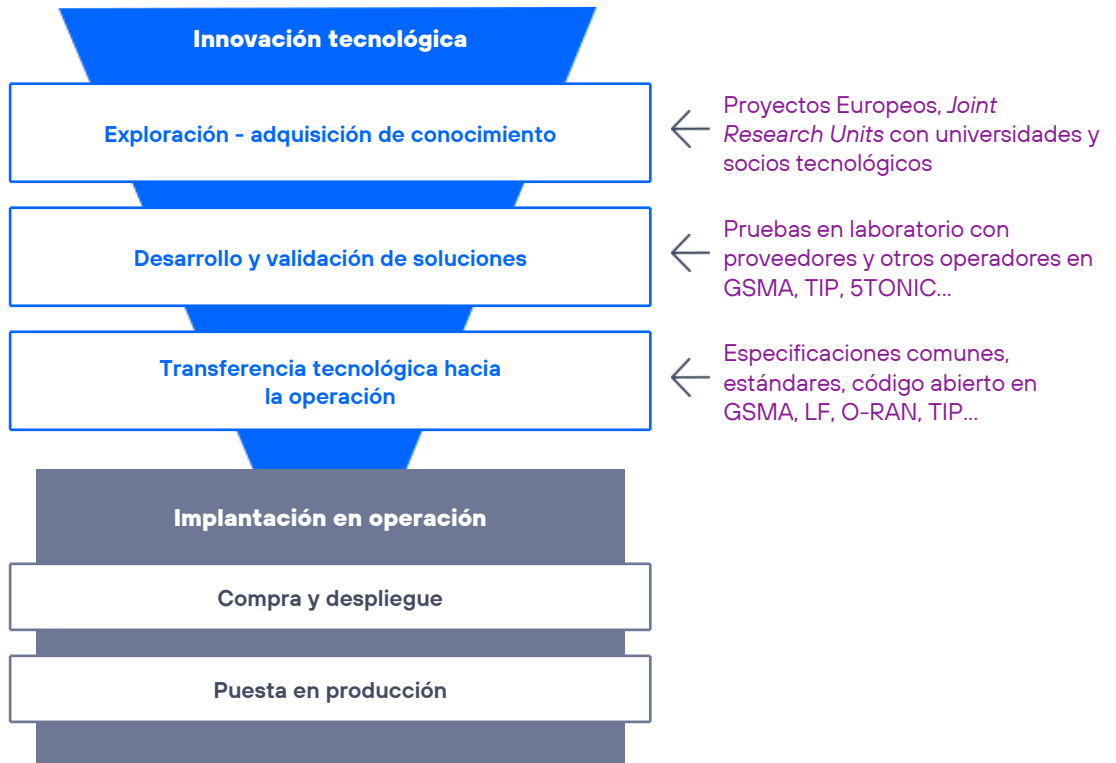 Innovación tecnológica
Exploración - adquisición de conocimiento
Proyectos Europeos, Joint
Research Units con universidades y
socios tecnológicos
Desarrollo y validación de soluciones
Pruebas en laboratorio con
proveedores y otros operadores en
GSMA, TIP, 5TONIC...
Transferencia tecnológica hacia
la operación
Especificaciones comunes,
estándares, código abierto en
GSMA, LF, O-RAN, TIP...
Implantación en operación
Compra y despliegue
Puesta en producción